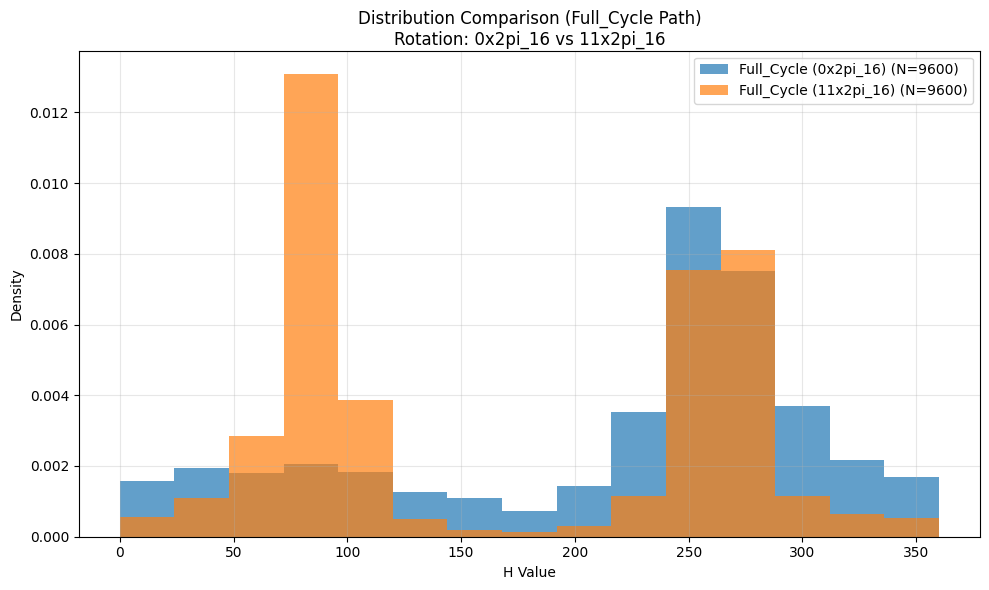 Distribution Comparison (Full_Cycle Path)
Rotation: 0x2pi_16 vs 11x2pi_16
Full_Cycle (0x2pi_16) (N=9600)
Full_Cycle (11x2pi_16) (N=9600)
Density
0.012
0.010
0.008
0.006
0.004
0.002
0.000
0 50 100 150 200 250 300 350
H Value